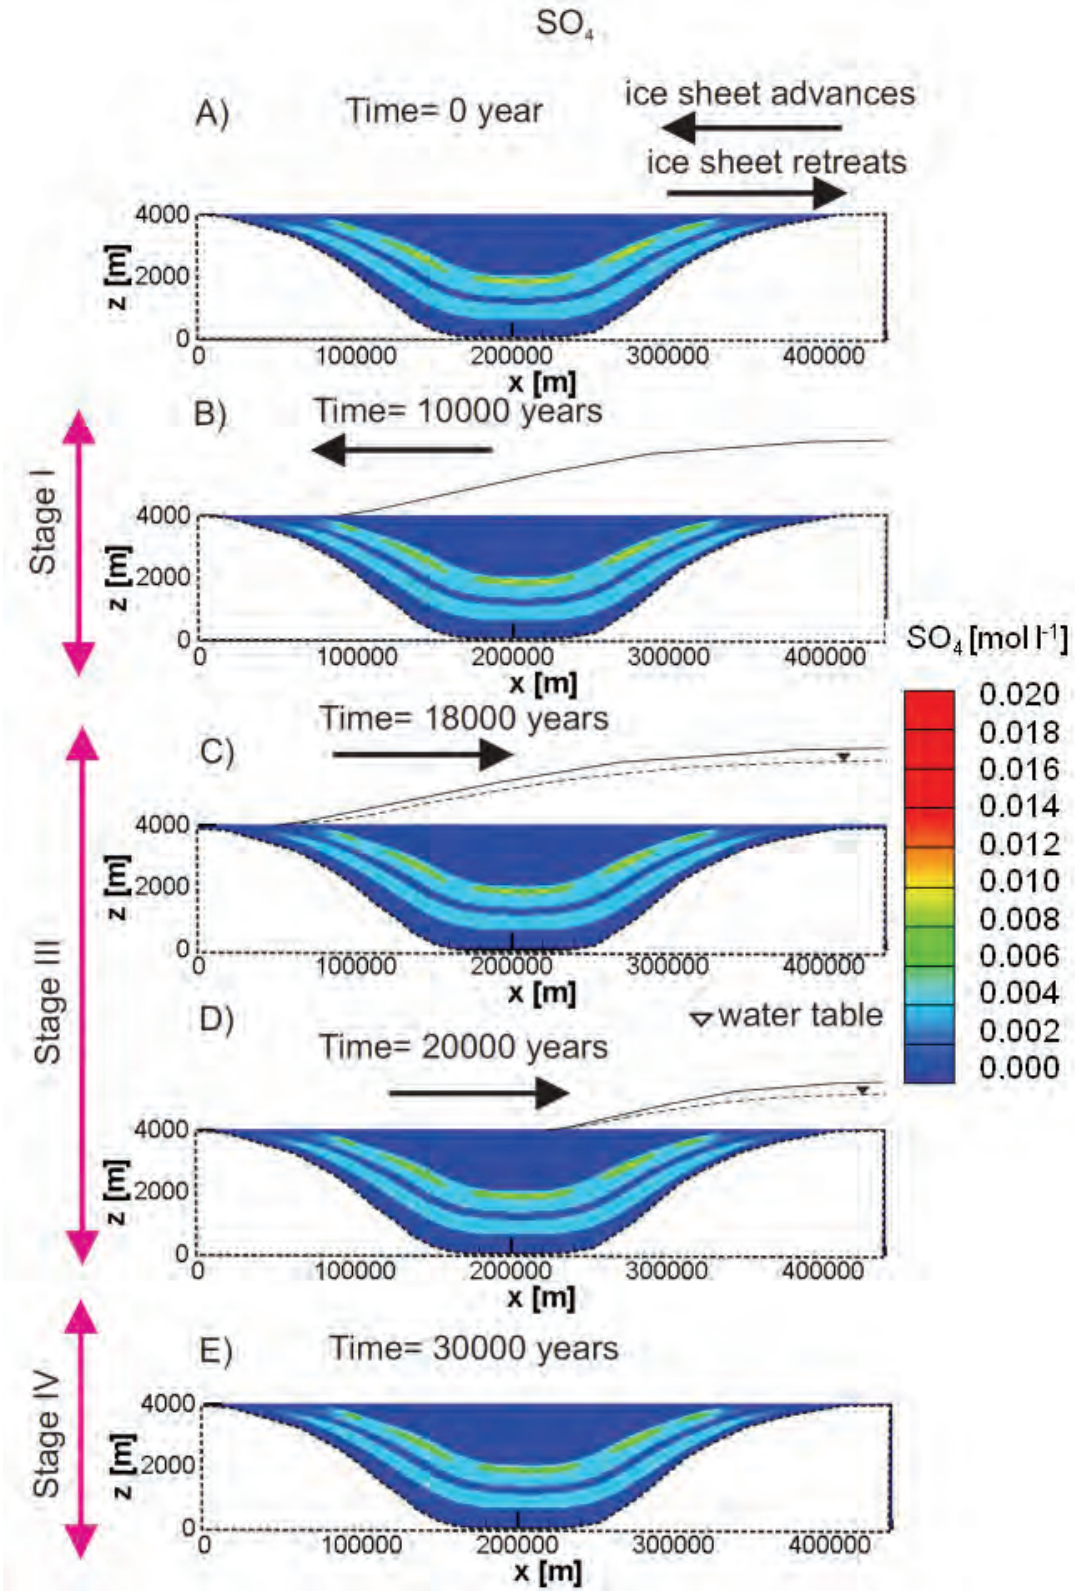 SO₄
A) Time= 0 year
ice sheet advances
ice sheet retreats
4000
2000
0
z [m]
0 100000 200000 300000 400000
x [m]
Stage I
B) Time= 10000 years
4000
2000
0
z [m]
0 100000 200000 300000 400000
x [m]
SO₄ [mol l⁻¹]
0.020
0.018
0.016
0.014
0.012
0.010
0.008
0.006
0.004
0.002
0.000
Stage III
C) Time= 18000 years
4000
2000
0
z [m]
0 100000 200000 300000 400000
x [m]
D) Time= 20000 years
water table
4000
2000
0
z [m]
0 100000 200000 300000 400000
x [m]
Stage IV
E) Time= 30000 years
4000
2000
0
z [m]
0 100000 200000 300000 400000
x [m]